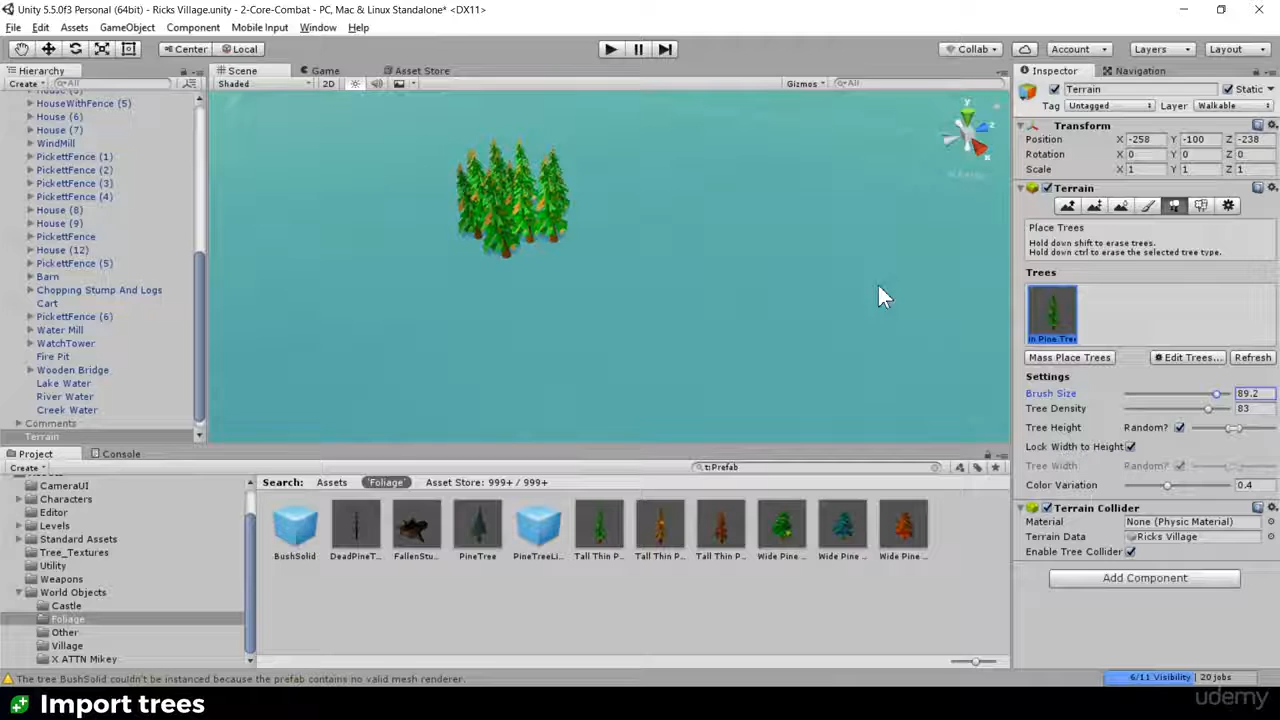 Unity 5.5.0f3 Personal (64bit) - Ricks Village.unity - 2-Core-Combat - PC, Mac & Linux Standalone* <DX11>
File Edit Assets GameObject Component Mobile Input Window Help
Center Local Collab Account Layers Layout
Hierarchy Scene Game Asset Store Inspector Navigation
Create All Shaded 2D Gizmos All
Terrain Static
Tag Untagged Layer Walkable
HouseWithFence (5)
House (6)
House (7)
WindMill
PickettFence (1)
PickettFence (2)
PickettFence (3)
PickettFence (4)
House (8)
House (9)
PickettFence
House (12)
PickettFence (5)
Barn
Chopping Stump And Logs
Cart
PickettFence (6)
Water Mill
WatchTower
Fire Pit
Wooden Bridge
Lake Water
River Water
Creek Water
Comments
Terrain
y
z
x
Transform
Position X -258 Y -100 Z -238
Rotation X 0 Y 0 Z 0
Scale X 1 Y 1 Z 1
Terrain
Place Trees
Hold down shift to erase trees.
Hold down ctrl to erase the selected tree type.
Trees
in Pine Tree
Mass Place Trees Edit Trees... Refresh
Settings
Brush Size 89.2
Tree Density 83
Tree Height Random?
Lock Width to Height
Tree Width Random?
Color Variation 0.4
Terrain Collider
Material None (Physic Material)
Terrain Data Ricks Village
Enable Tree Collider
Add Component
Project Console
Create t:Prefab
CameraUI
Characters
Editor
Levels
Standard Assets
Tree_Textures
Utility
Weapons
World Objects
Castle
Foliage
Other
Village
X ATTN Mikey
Search: Assets 'Foliage' Asset Store: 999+ / 999+
BushSolid DeadPineT... FallenStu... PineTree PineTreeLi... Tall Thin P... Tall Thin P... Tall Thin P... Wide Pine ... Wide Pine ... Wide Pine ...
The tree BushSolid couldn't be instanced because the prefab contains no valid mesh renderer.
6/11 Visibility | 20 jobs
Import trees
udemy